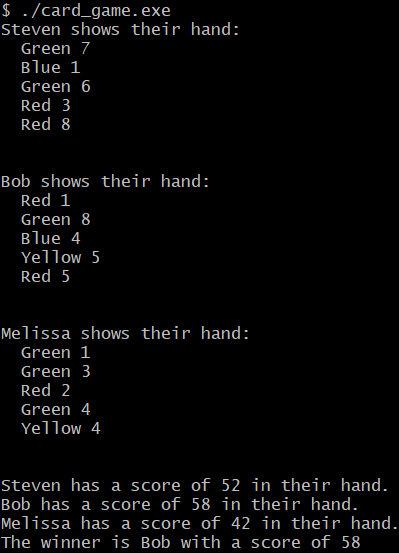 $ ./card_game.exe
Steven shows their hand:
  Green 7
  Blue 1
  Green 6
  Red 3
  Red 8
Bob shows their hand:
  Red 1
  Green 8
  Blue 4
  Yellow 5
  Red 5
Melissa shows their hand:
  Green 1
  Green 3
  Red 2
  Green 4
  Yellow 4
Steven has a score of 52 in their hand.
Bob has a score of 58 in their hand.
Melissa has a score of 42 in their hand.
The winner is Bob with a score of 58